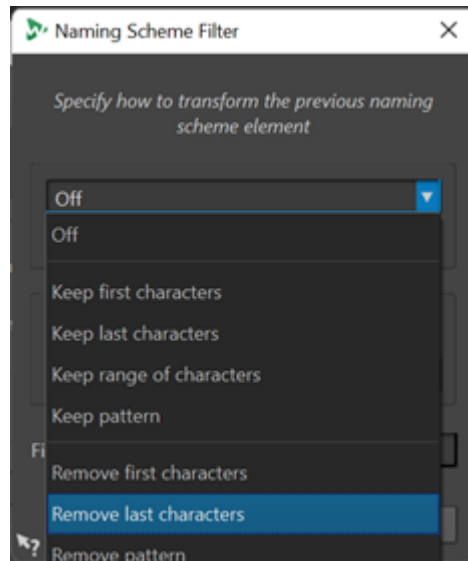 Naming Scheme Filter
Specify how to transform the previous naming
scheme element
Off
Off
Keep first characters
Keep last characters
Keep range of characters
Keep pattern
Fi
Remove first characters
Remove last characters
?
Remove pattern